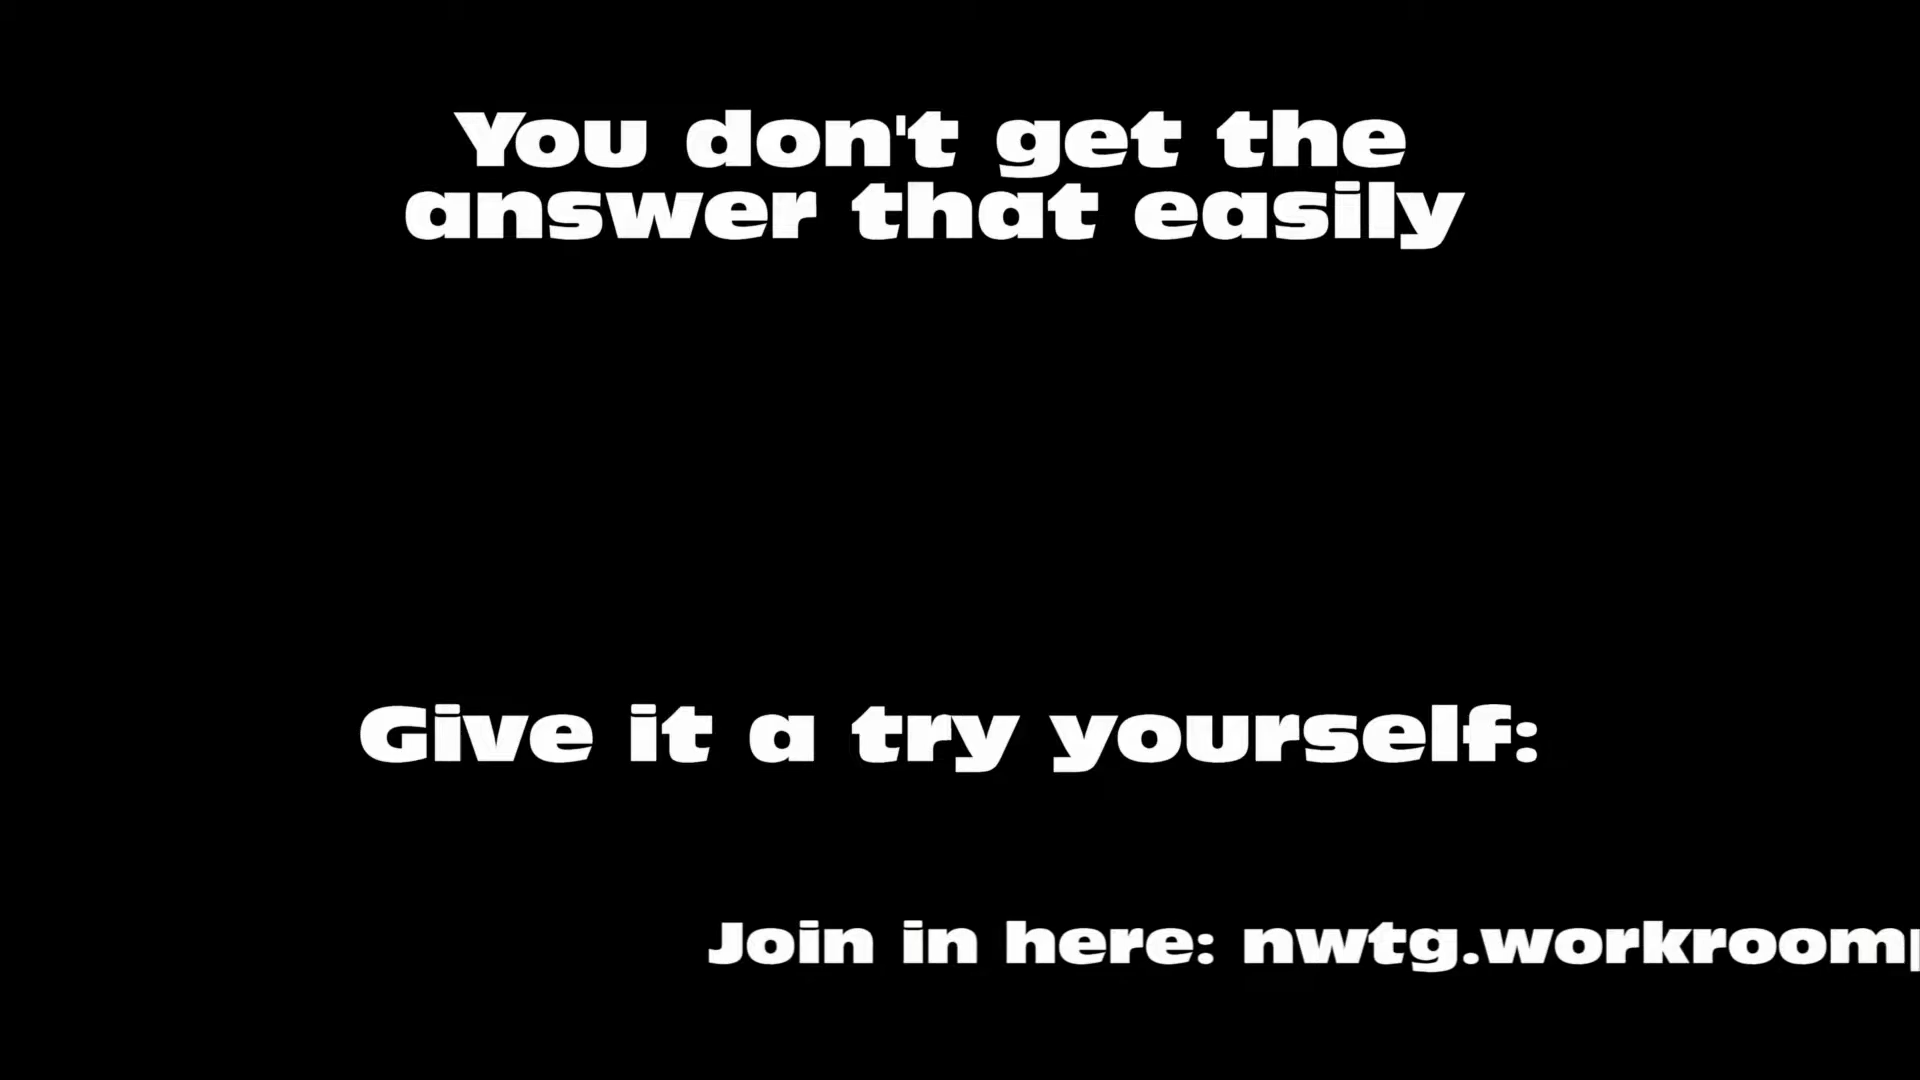 You don't get the
answer that easily
Give it a try yourself:
Join in here: nwtg.workroom